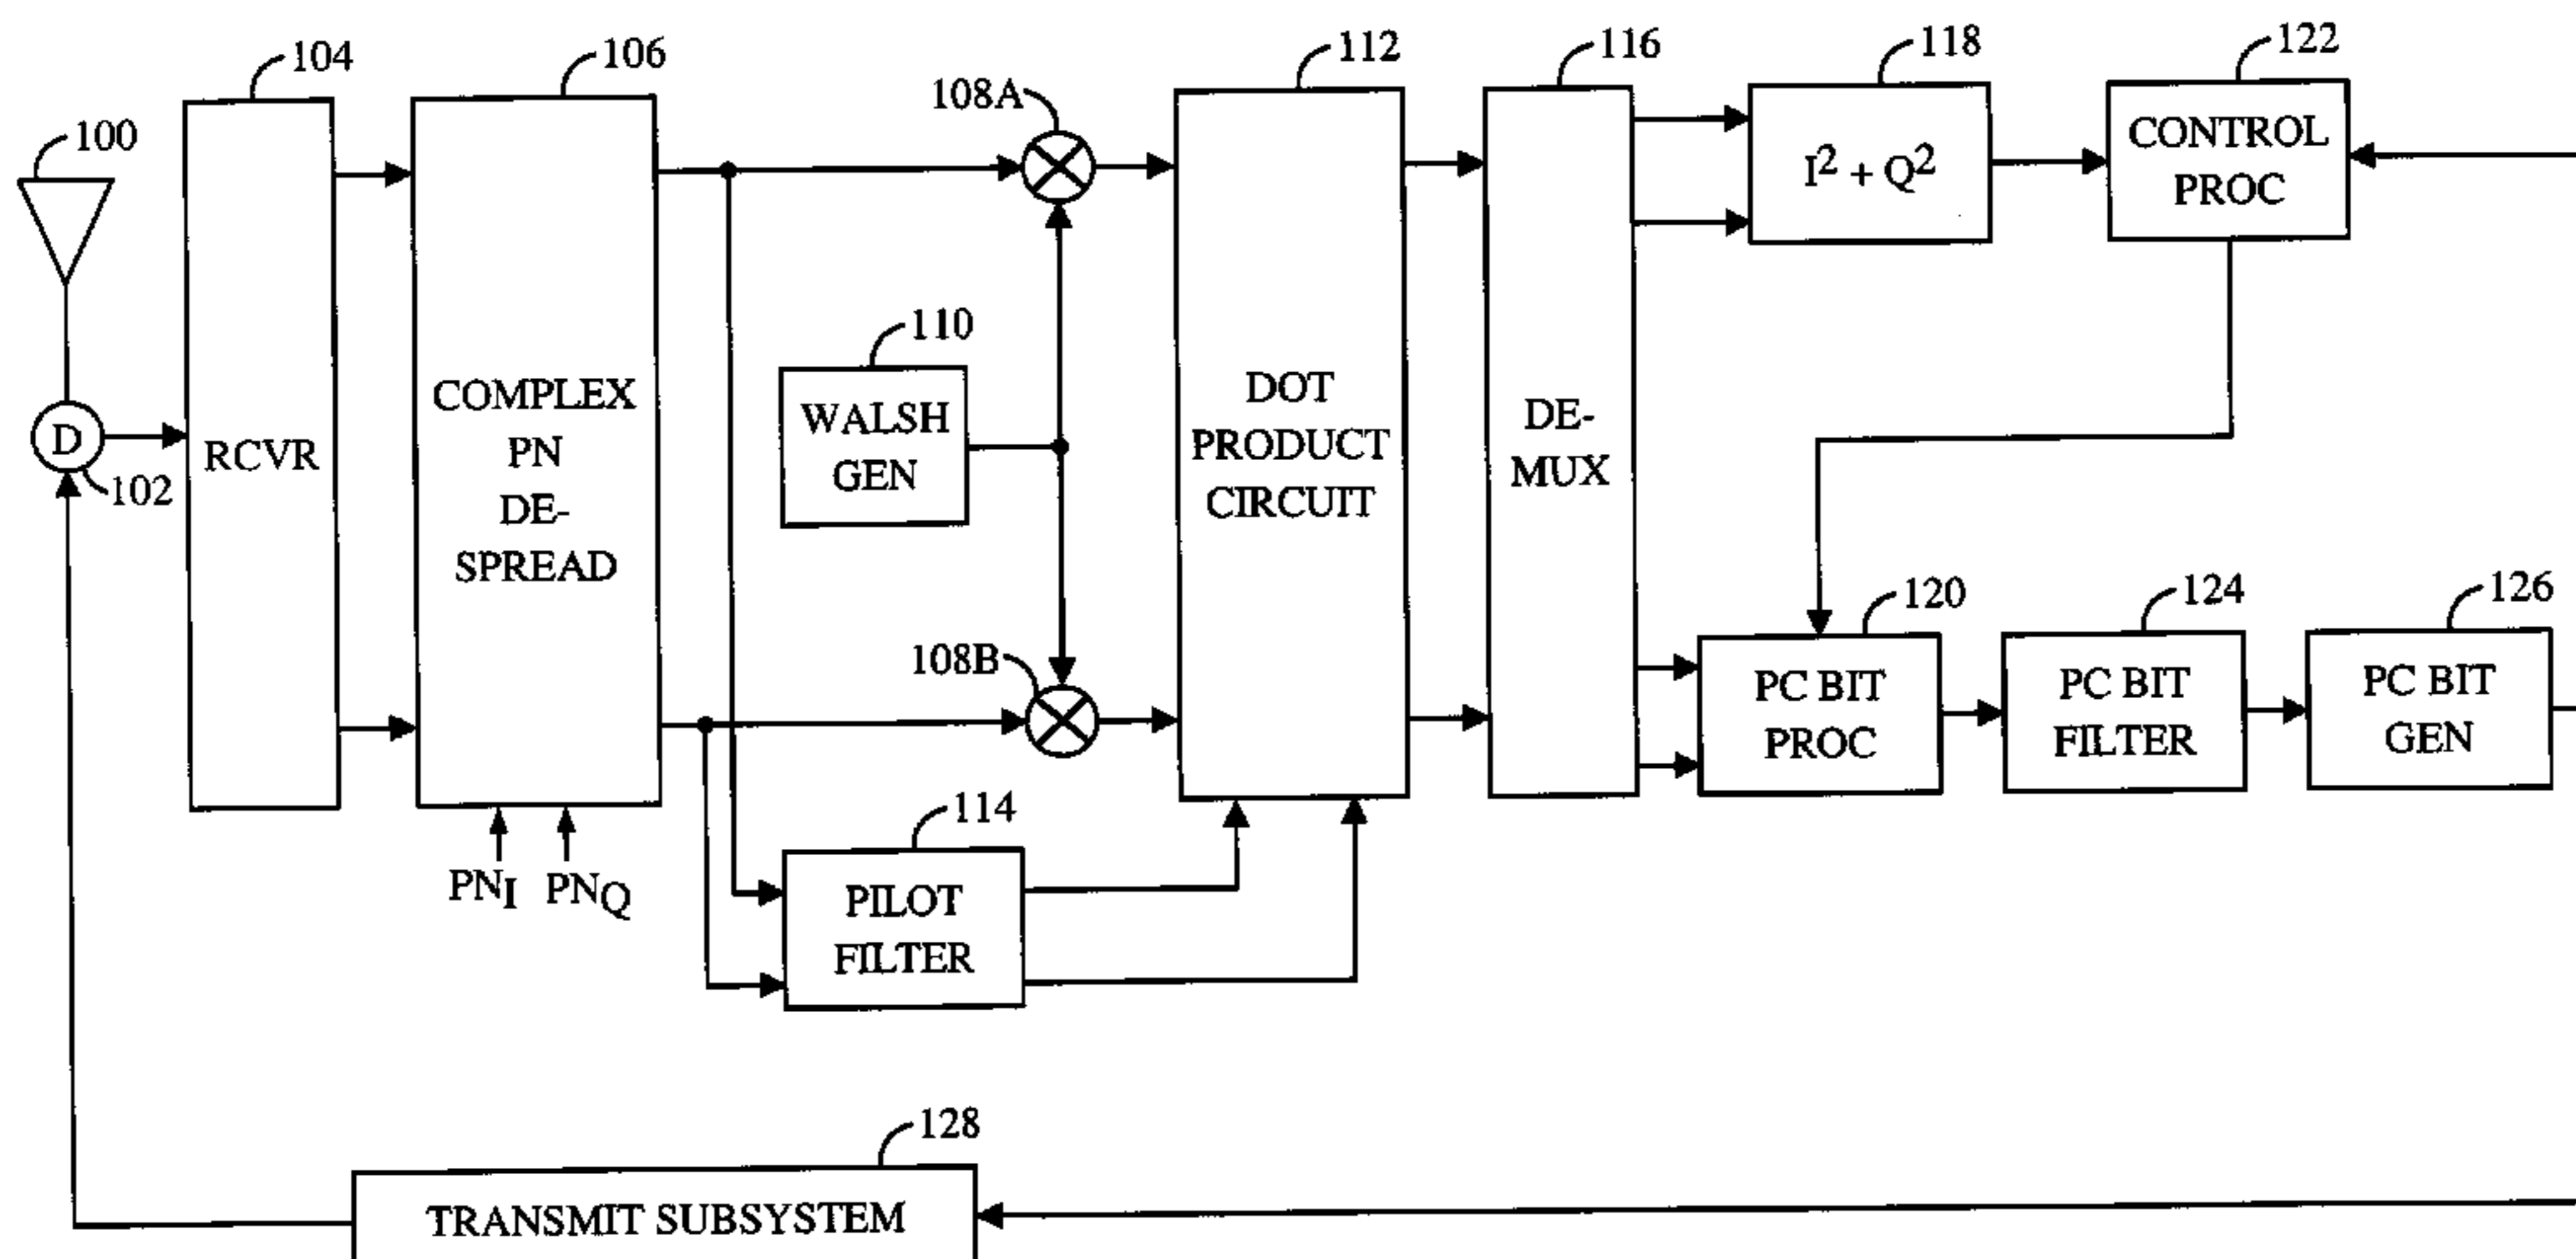 104
106
112
116
118
122
100
108A
I² + Q²
CONTROL
PROC
110
WALSH
GEN
D
102
RCVR
COMPLEX
PN
DE-
SPREAD
DOT
PRODUCT
CIRCUIT
DE-
MUX
108B
120
124
126
PC BIT
PROC
PC BIT
FILTER
PC BIT
GEN
PN_I PN_Q
114
PILOT
FILTER
128
TRANSMIT SUBSYSTEM